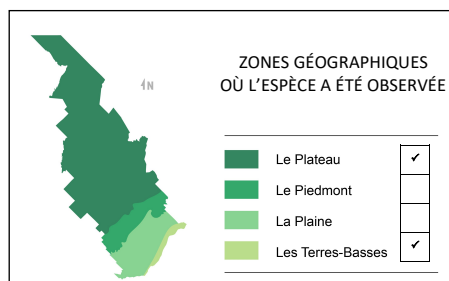 ZONES GÉOGRAPHIQUES
OÙ L’ESPÈCE A ÉTÉ OBSERVÉE
N
Le Plateau ✓
Le Piedmont
La Plaine
Les Terres-Basses ✓